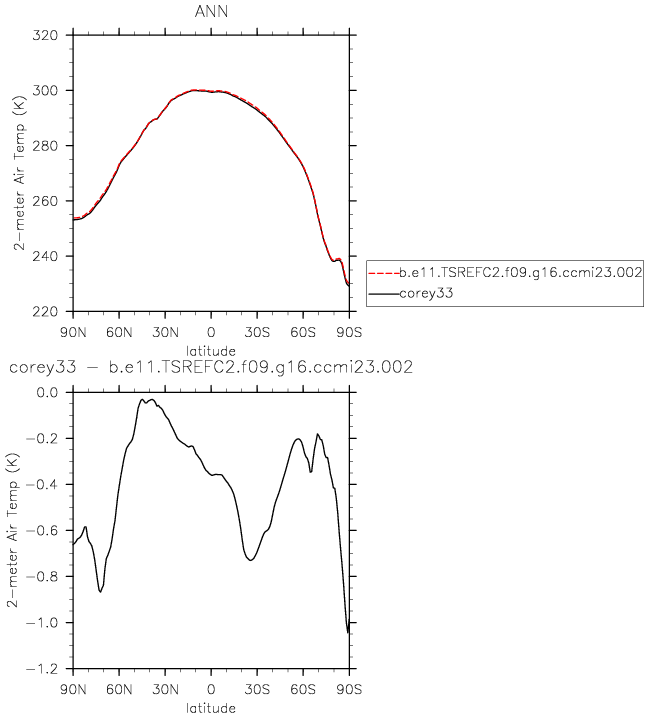 ANN
320
300
280
260
240
220
2-meter Air Temp (K)
90N 60N 30N 0 30S 60S 90S
latitude
b.e11.TSREFC2.f09.g16.ccmi23.002
corey33
corey33 - b.e11.TSREFC2.f09.g16.ccmi23.002
0.0
-0.2
-0.4
-0.6
-0.8
-1.0
-1.2
2-meter Air Temp (K)
90N 60N 30N 0 30S 60S 90S
latitude